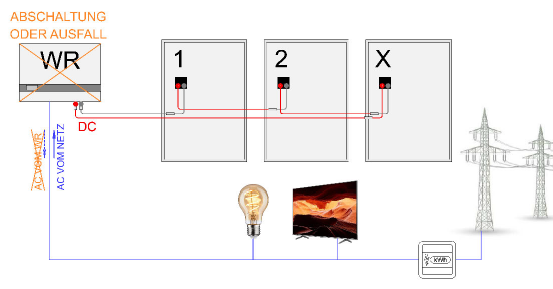 ABSCHALTUNG
ODER AUSFALL
WR
1
2
X
DC
AC VOM WR
AC VOM NETZ
kWh